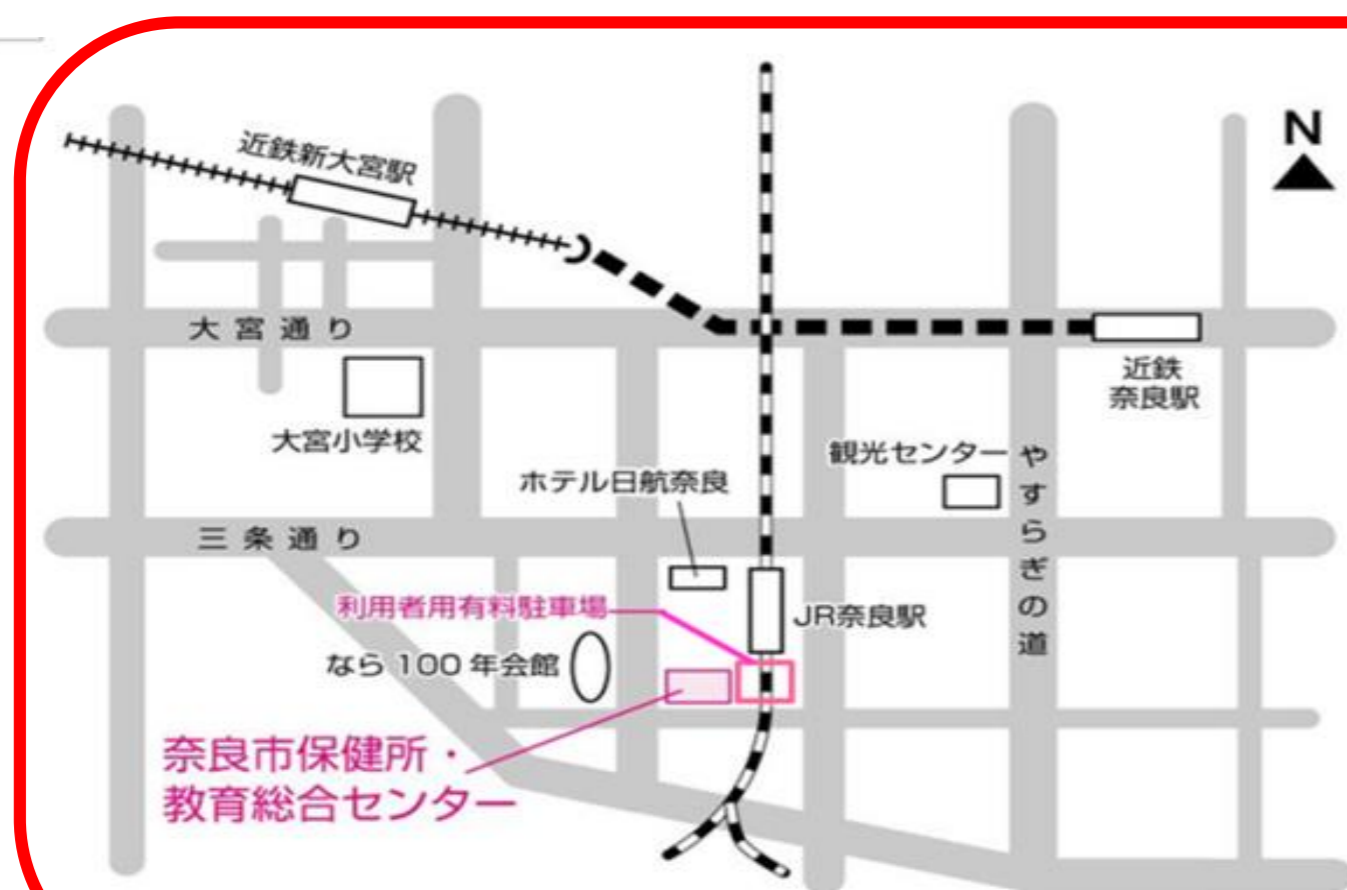 近鉄新大宮駅
N
大宮通り
近鉄
奈良駅
大宮小学校
観光センター
やすらぎの道
ホテル日航奈良
三条通り
利用者用有料駐車場
JR奈良駅
なら100年会館
奈良市保健所・
教育総合センター